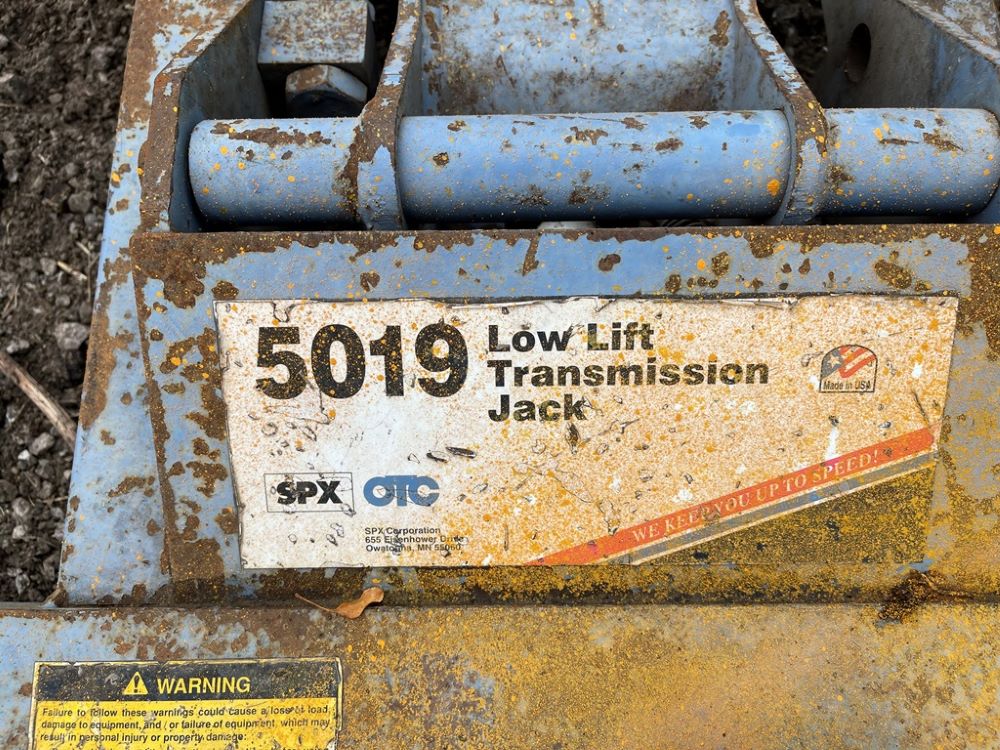 5019
Low Lift
Transmission
Jack
Made in USA
SPX OTC
SPX Corporation
655 Eisenhower Drive
Owatonna, MN 55060
WE KEEP YOU UP TO SPEED!
WARNING
Failure to follow these warnings could cause a loss of load,
damage to equipment, and / or failure of equipment, which may
result in personal injury or property damage: